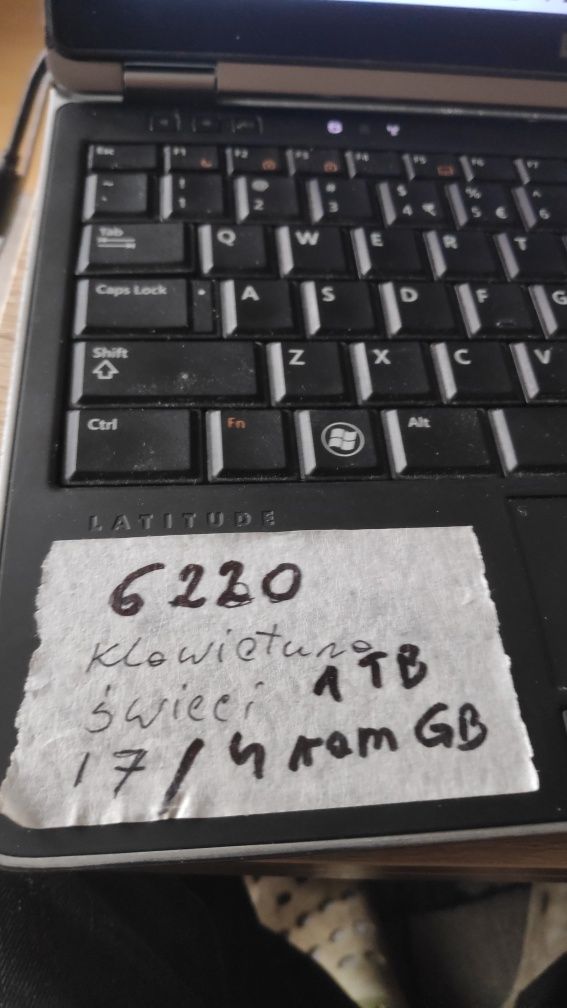 Esc F1 F2 F3 F4 F5 F6 F7
~ ` ! 1 @ 2 # 3 $ 4 % 5 € ^ 6
Tab Q W E R T
Caps Lock A S D F G
Shift Z X C V
Ctrl Fn Alt
LATITUDE
6220
klawiatura
świeci 1TB
i7 / 4 ram GB